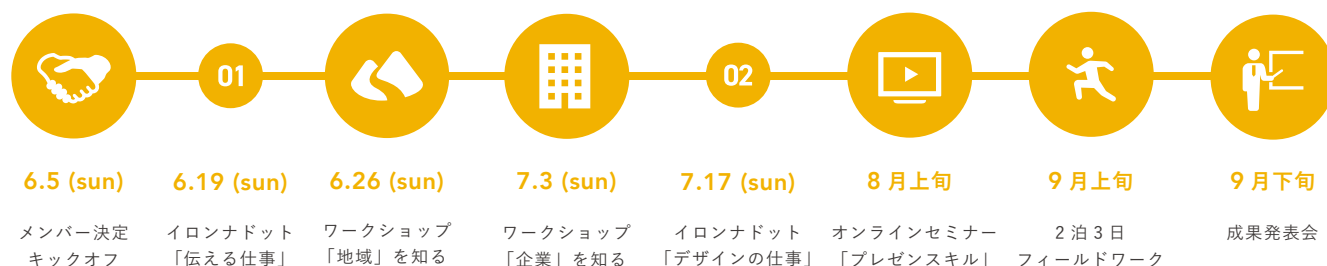 01
02
6.5 (sun)
6.19 (sun)
6.26 (sun)
7.3 (sun)
7.17 (sun)
8月上旬
9月上旬
9月下旬
メンバー決定
キックオフ
イロンナドット
「伝える仕事」
ワークショップ
「地域」を知る
ワークショップ
「企業」を知る
イロンナドット
「デザインの仕事」
オンラインセミナー
「プレゼンスキル」
2泊3日
フィールドワーク
成果発表会